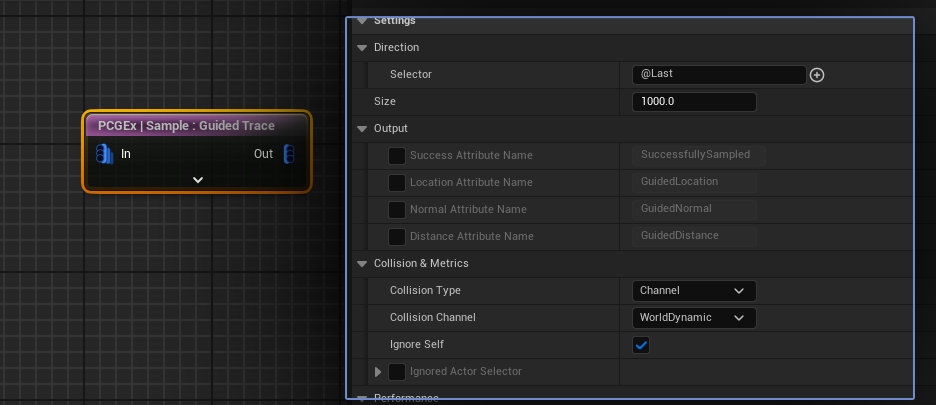 PCGEx | Sample : Guided Trace
In
Out
Settings
Direction
Selector
@Last
Size
1000.0
Output
Success Attribute Name
SuccessfullySampled
Location Attribute Name
GuidedLocation
Normal Attribute Name
GuidedNormal
Distance Attribute Name
GuidedDistance
Collision & Metrics
Collision Type
Channel
Collision Channel
WorldDynamic
Ignore Self
Ignored Actor Selector
Performance